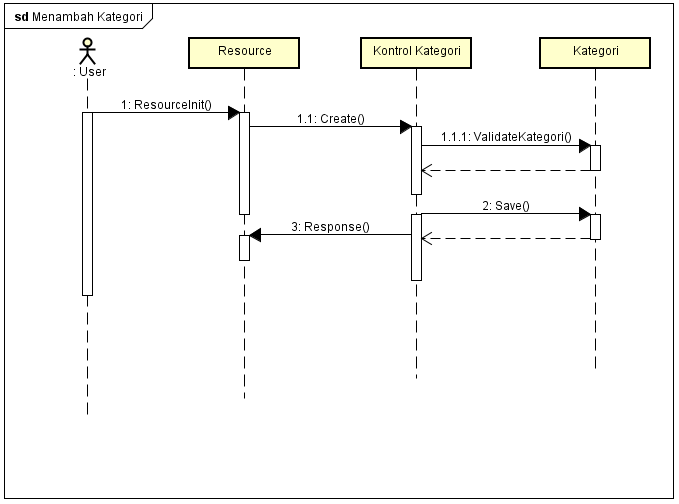 sd Menambah Kategori
: User
Resource
Kontrol Kategori
Kategori
1: ResourceInit()
1.1: Create()
1.1.1: ValidateKategori()
2: Save()
3: Response()